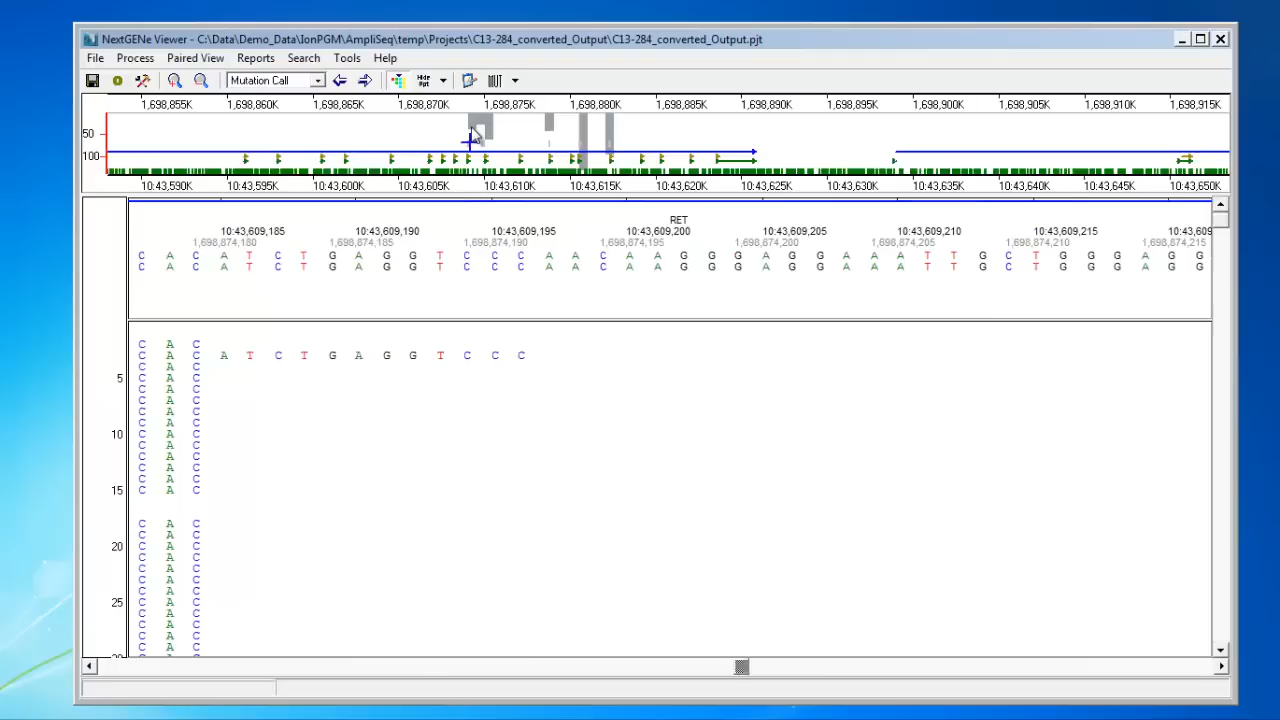 NextGENe Viewer - C:\Data\Demo_Data\IonPGM\AmpliSeq\temp\Projects\C13-284_converted_Output\C13-284_converted_Output.pjt
File Process Paired View Reports Search Tools Help
Mutation Call Hide Rpt
1,698,855K 1,698,860K 1,698,865K 1,698,870K 1,698,875K 1,698,880K 1,698,885K 1,698,890K 1,698,895K 1,698,900K 1,698,905K 1,698,910K 1,698,915K
50
100
10:43,590K 10:43,595K 10:43,600K 10:43,605K 10:43,610K 10:43,615K 10:43,620K 10:43,625K 10:43,630K 10:43,635K 10:43,640K 10:43,645K 10:43,650K
RET
10:43,609,185 10:43,609,190 10:43,609,195 10:43,609,200 10:43,609,205 10:43,609,210 10:43,609,215 10:43,609
1,698,874,180 1,698,874,185 1,698,874,190 1,698,874,195 1,698,874,200 1,698,874,205 1,698,874,210 1,698,874,215
C A C A T C T G A G G T C C C A A C A A G G G A G G A A A T T G C T G G G A G G
C A C A T C T G A G G T C C C A A C A A G G G A G G A A A T T G C T G G G A G G
C A C
C A C A T C T G A G G T C C C
C A C
5 C A C
C A C
C A C
C A C
C A C
10 C A C
C A C
C A C
C A C
C A C
15 C A C
C A C
C A C
20 C A C
C A C
C A C
C A C
C A C
25 C A C
C A C
C A C
C A C
C A C